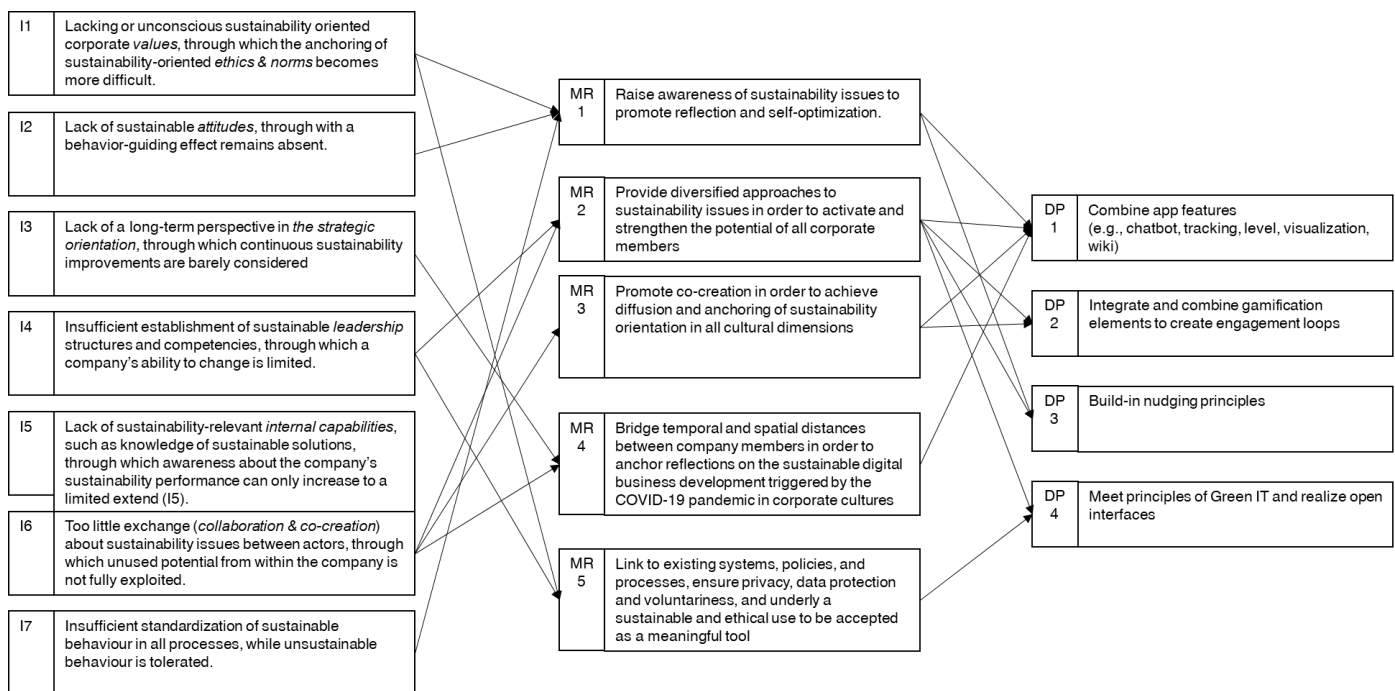 I1
Lacking or unconscious sustainability oriented
corporate values, through which the anchoring of
sustainability-oriented ethics & norms becomes
more difficult.
I2
Lack of sustainable attitudes, through with a
behavior-guiding effect remains absent.
I3
Lack of a long-term perspective in the strategic
orientation, through which continuous sustainability
improvements are barely considered
I4
Insufficient establishment of sustainable leadership
structures and competencies, through which a
company's ability to change is limited.
I5
Lack of sustainability-relevant internal capabilities,
such as knowledge of sustainable solutions,
through which awareness about the company's
sustainability performance can only increase to a
limited extend (I5).
I6
Too little exchange (collaboration & co-creation)
about sustainability issues between actors, through
which unused potential from within the company is
not fully exploited.
I7
Insufficient standardization of sustainable
behaviour in all processes, while unsustainable
behaviour is tolerated.
MR
1
Raise awareness of sustainability issues to
promote reflection and self-optimization.
MR
2
Provide diversified approaches to
sustainability issues in order to activate and
strengthen the potential of all corporate
members
MR
3
Promote co-creation in order to achieve
diffusion and anchoring of sustainability
orientation in all cultural dimensions
MR
4
Bridge temporal and spatial distances
between company members in order to
anchor reflections on the sustainable digital
business development triggered by the
COVID-19 pandemic in corporate cultures
MR
5
Link to existing systems, policies, and
processes, ensure privacy, data protection
and voluntariness, and underly a
sustainable and ethical use to be accepted
as a meaningful tool
DP
1
Combine app features
(e.g., chatbot, tracking, level, visualization,
wiki)
DP
2
Integrate and combine gamification
elements to create engagement loops
DP
3
Build-in nudging principles
DP
4
Meet principles of Green IT and realize open
interfaces